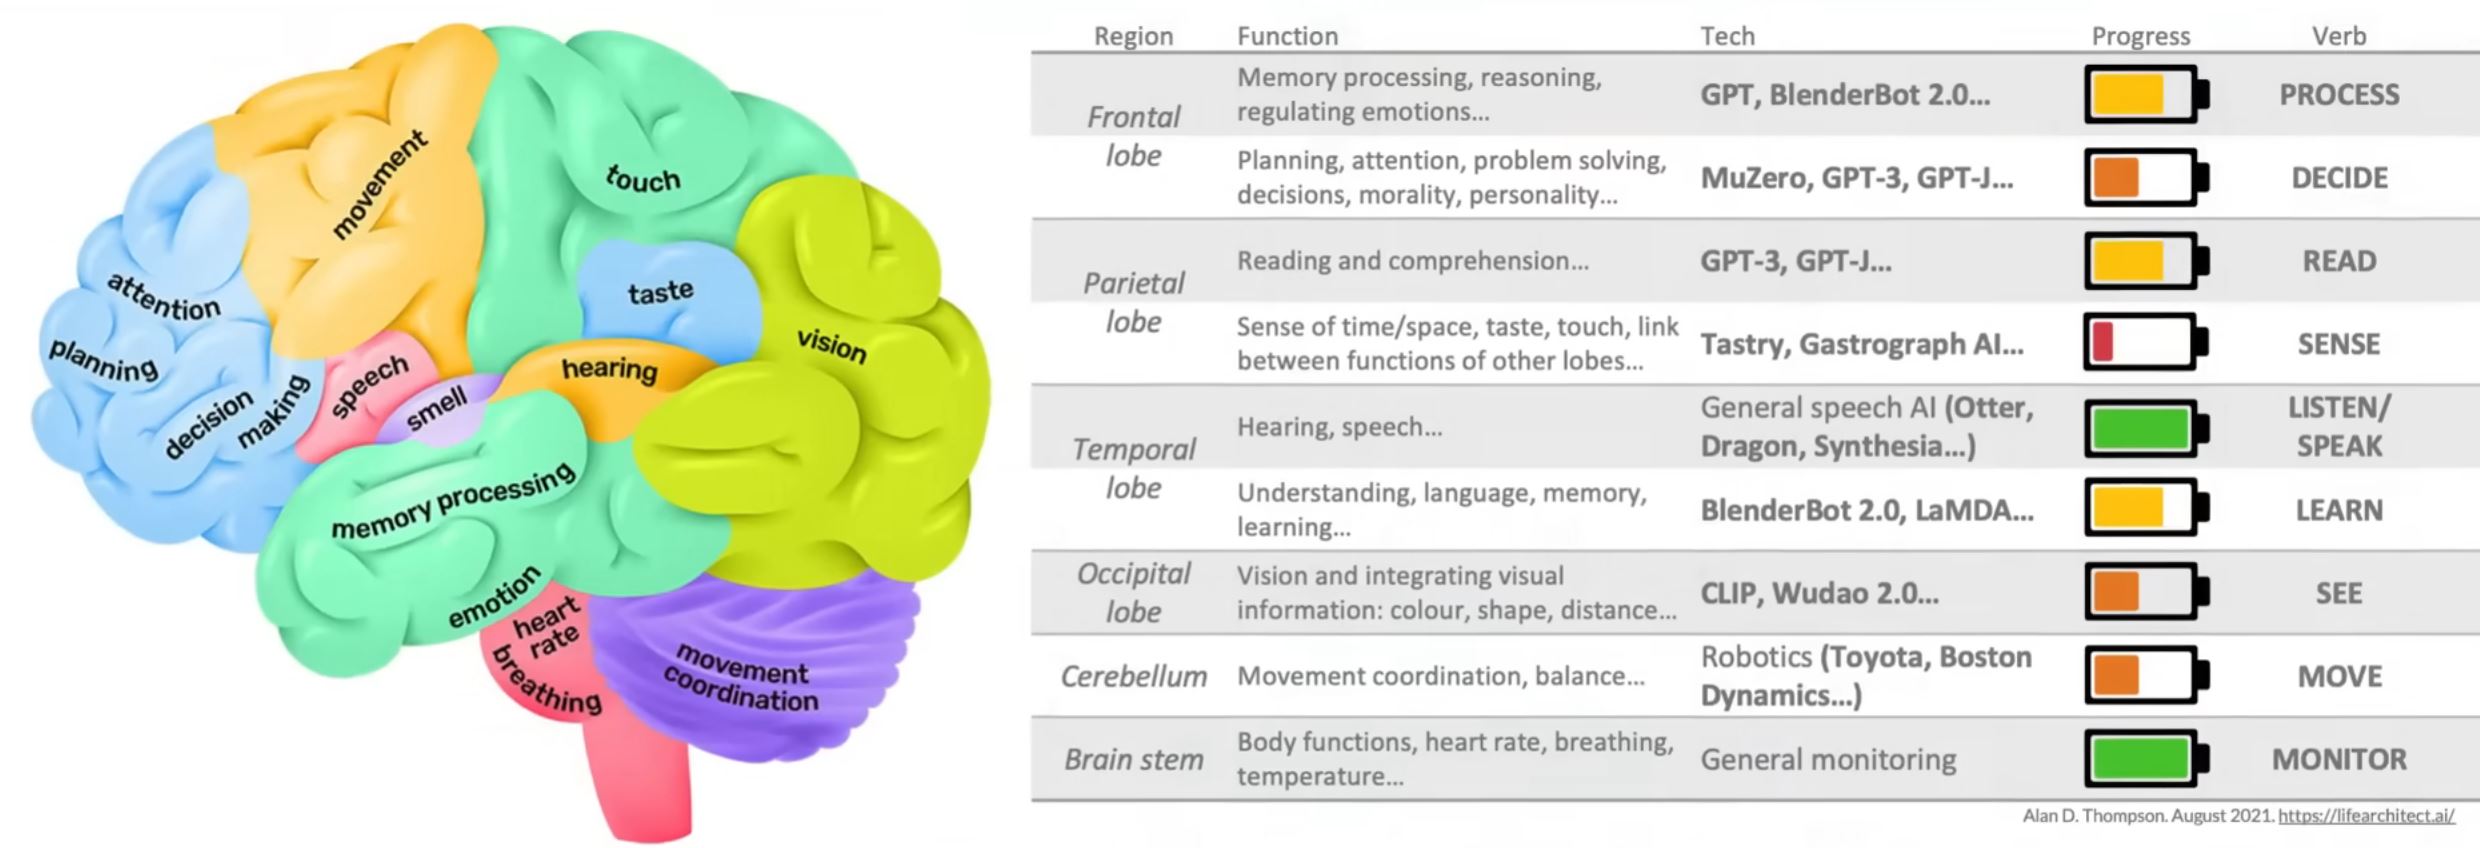 movement
touch
attention
taste
planning
vision
hearing
speech
smell
decision
making
memory processing
emotion
heart
rate
breathing
movement
coordination
Region Function Tech Progress Verb
Frontal
lobe
Memory processing, reasoning,
regulating emotions...
GPT, BlenderBot 2.0...
PROCESS
Planning, attention, problem solving,
decisions, morality, personality...
MuZero, GPT-3, GPT-J...
DECIDE
Parietal
lobe
Reading and comprehension...
GPT-3, GPT-J...
READ
Sense of time/space, taste, touch, link
between functions of other lobes...
Tastry, Gastrograph AI...
SENSE
Temporal
lobe
Hearing, speech...
General speech AI (Otter,
Dragon, Synthesia...)
LISTEN/
SPEAK
Understanding, language, memory,
learning...
BlenderBot 2.0, LaMDA...
LEARN
Occipital
lobe
Vision and integrating visual
information: colour, shape, distance...
CLIP, Wudao 2.0...
SEE
Cerebellum
Movement coordination, balance...
Robotics (Toyota, Boston
Dynamics...)
MOVE
Brain stem
Body functions, heart rate, breathing,
temperature...
General monitoring
MONITOR
Alan D. Thompson. August 2021. https://lifearchitect.ai/